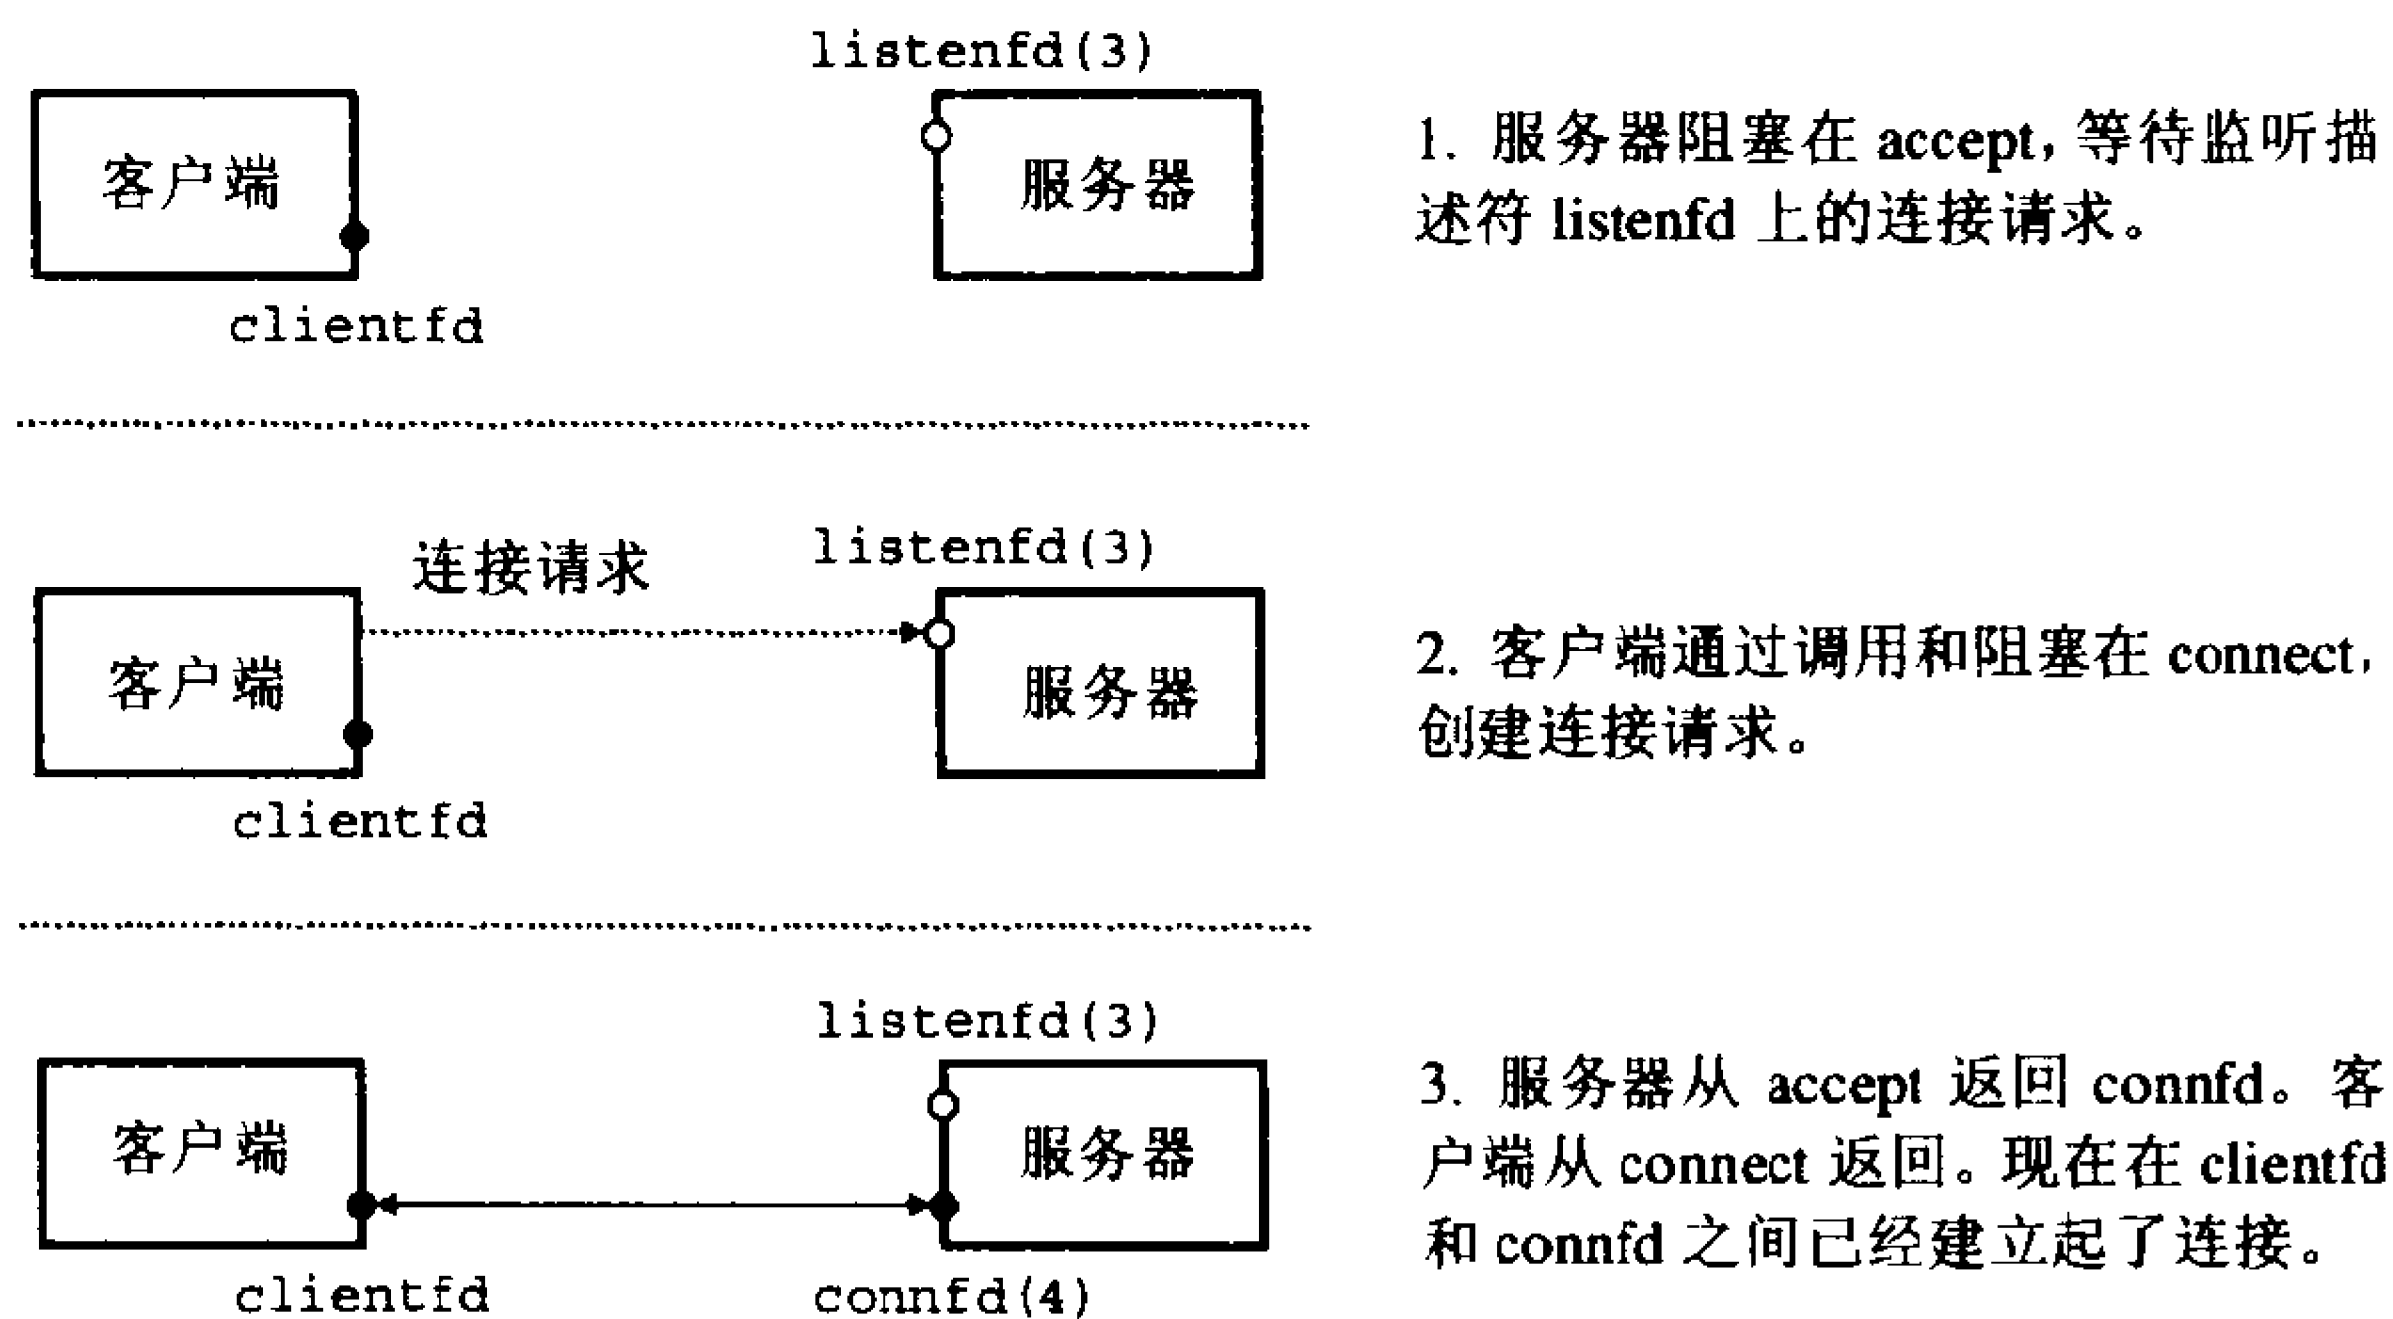 listenfd(3)
客户端
服务器
clientfd
1. 服务器阻塞在 accept，等待监听描
述符 listenfd 上的连接请求。
连接请求
listenfd(3)
客户端
服务器
clientfd
2. 客户端通过调用和阻塞在 connect，
创建连接请求。
listenfd(3)
客户端
服务器
clientfd
connfd(4)
3. 服务器从 accept 返回 connfd。客
户端从 connect 返回。现在在 clientfd
和 connfd 之间已经建立起了连接。